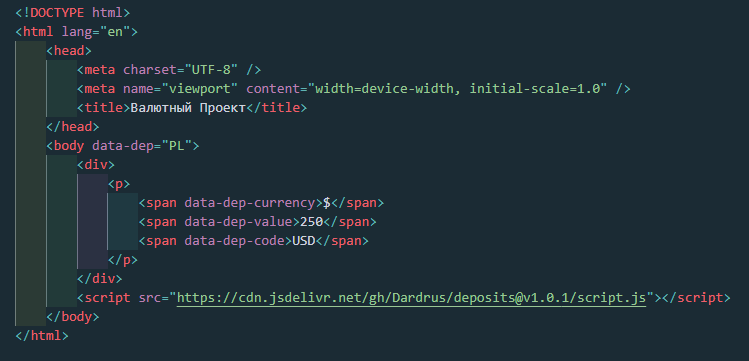 <!DOCTYPE html>
<html lang="en">
<head>
<meta charset="UTF-8" />
<meta name="viewport" content="width=device-width, initial-scale=1.0" />
<title>Валютный Проект</title>
</head>
<body data-dep="PL">
<div>
<p>
<span data-dep-currency>$</span>
<span data-dep-value>250</span>
<span data-dep-code>USD</span>
</p>
</div>
<script src="https://cdn.jsdelivr.net/gh/Dardrus/deposits@v1.0.1/script.js"></script>
</body>
</html>